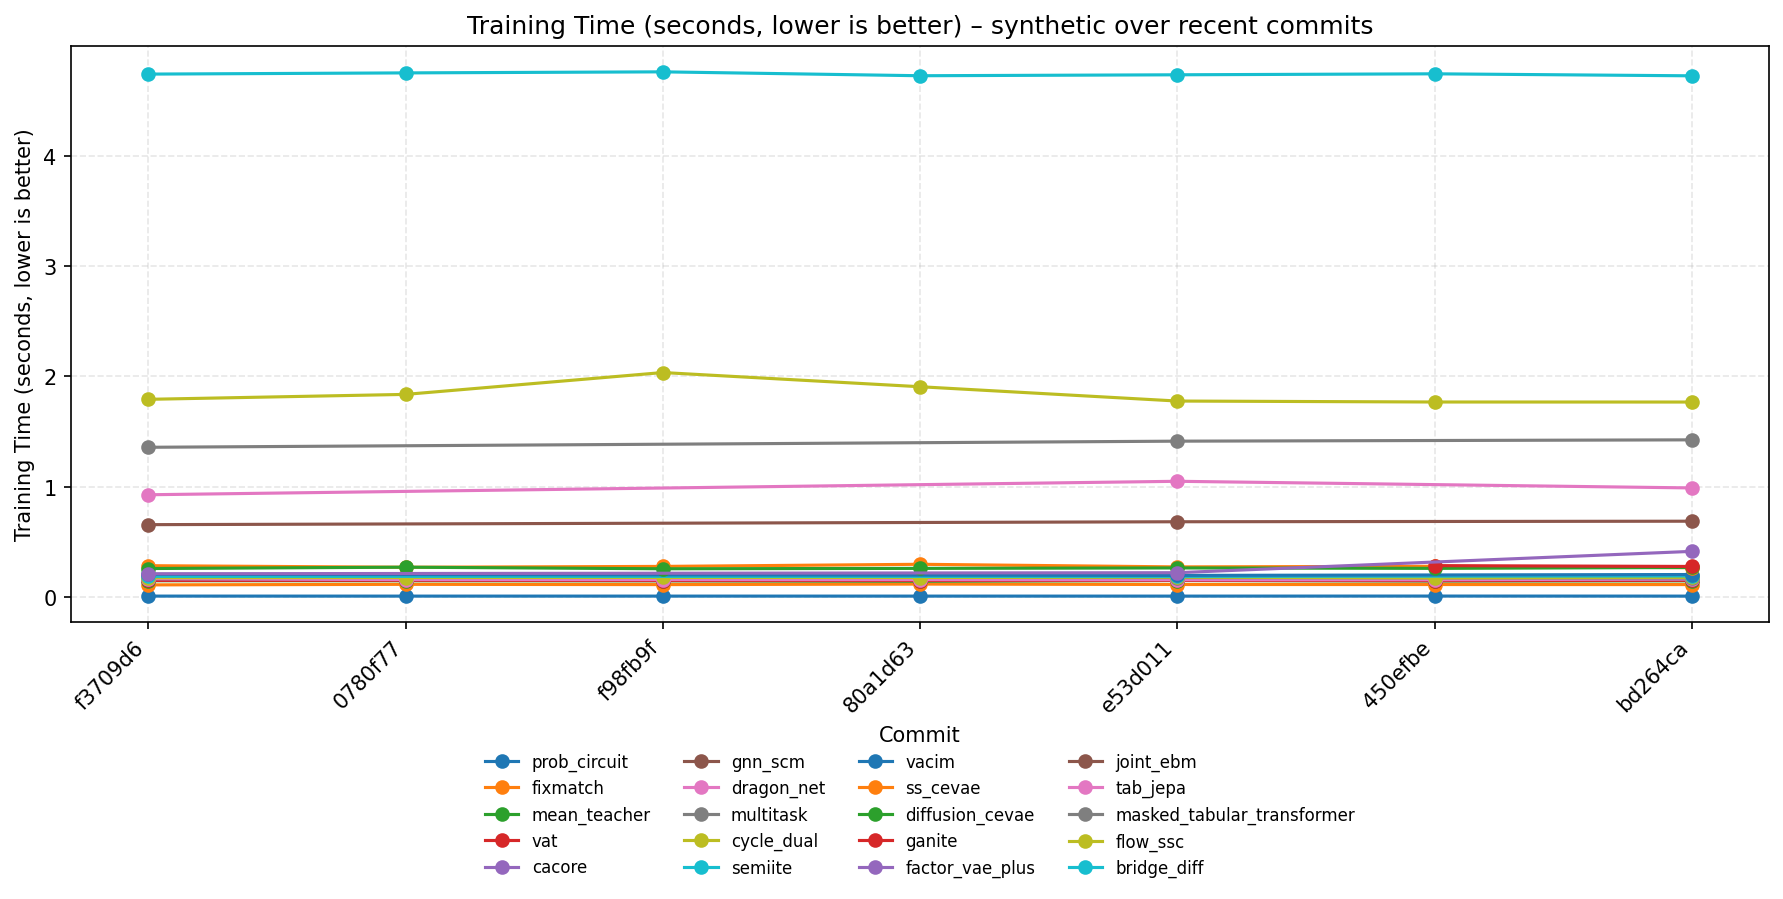 Training Time (seconds, lower is better) – synthetic over recent commits
Training Time (seconds, lower is better)
4
3
2
1
0
f3709d6
0780f77
f98fb9f
80a1d63
e53d011
450efbe
bd264ca
Commit
prob_circuit
fixmatch
mean_teacher
vat
cacore
gnn_scm
dragon_net
multitask
cycle_dual
semiite
vacim
ss_cevae
diffusion_cevae
ganite
factor_vae_plus
joint_ebm
tab_jepa
masked_tabular_transformer
flow_ssc
bridge_diff